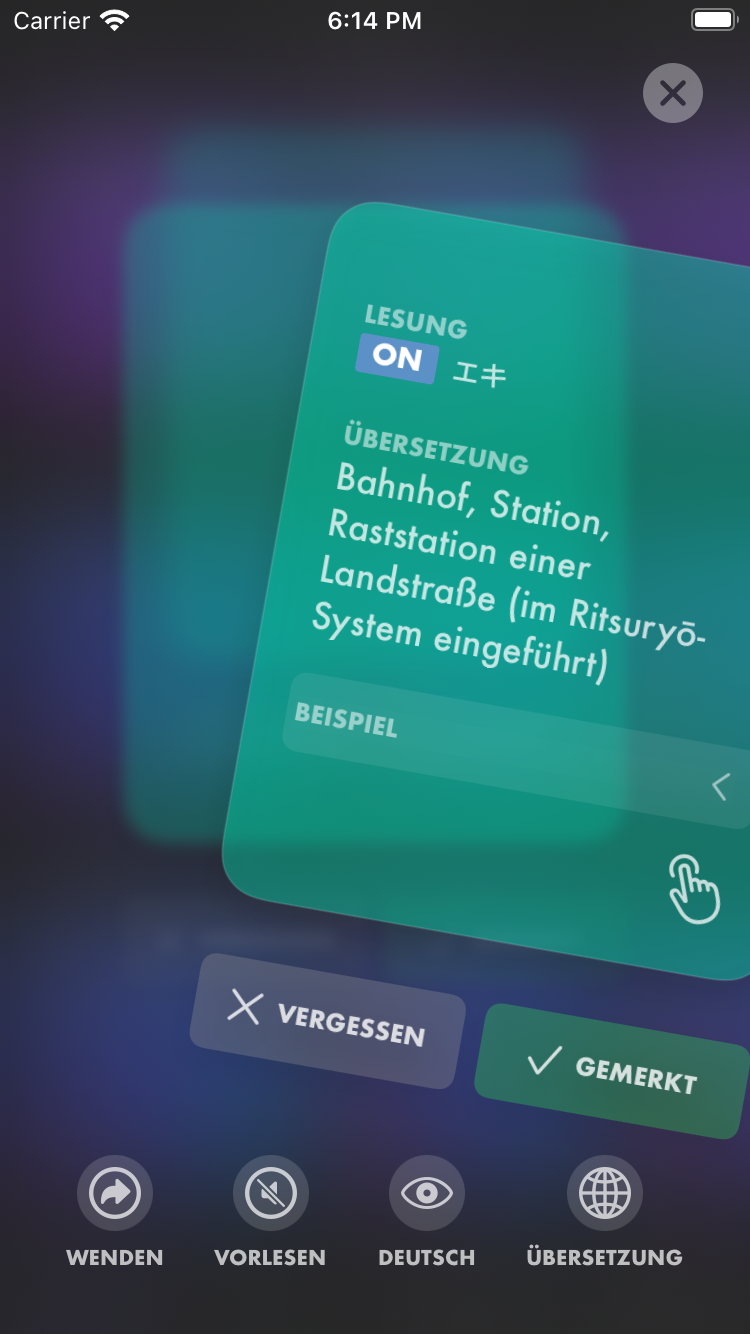 Carrier 6:14 PM
LESUNG
ON エキ
ÜBERSETZUNG
Bahnhof, Station,
Raststation einer
Landstraße (im Ritsuryō-
System eingeführt)
BEISPIEL
VERGESSEN GEMERKT
WENDEN VORLESEN DEUTSCH ÜBERSETZUNG